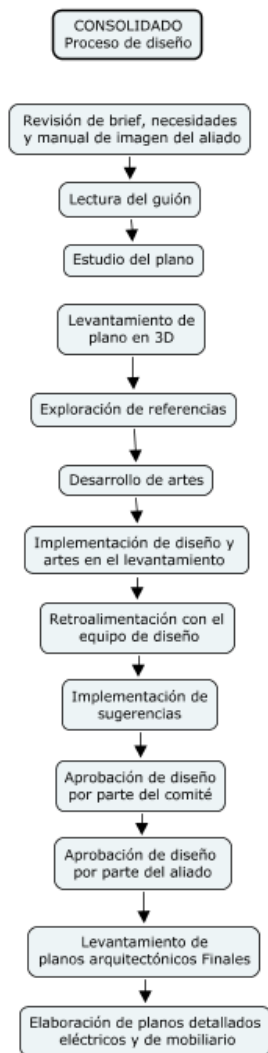 CONSOLIDADO
Proceso de diseño
Revisión de brief, necesidades
y manual de imagen del aliado
Lectura del guión
Estudio del plano
Levantamiento de
plano en 3D
Exploración de referencias
Desarrollo de artes
Implementación de diseño y
artes en el levantamiento
Retroalimentación con el
equipo de diseño
Implementación de
sugerencias
Aprobación de diseño
por parte del comité
Aprobación de diseño
por parte del aliado
Levantamiento de
planos arquitectónicos Finales
Elaboración de planos detallados
eléctricos y de mobiliario